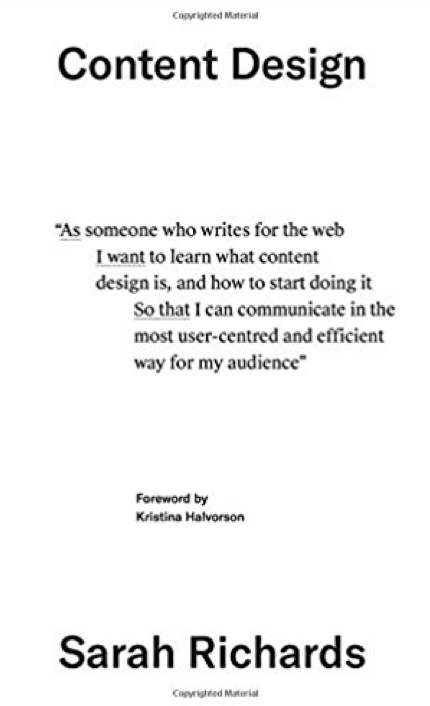 Copyrighted Material
Content Design
“As someone who writes for the web
I want to learn what content
design is, and how to start doing it
So that I can communicate in the
most user-centred and efficient
way for my audience”
Foreword by
Kristina Halvorson
Sarah Richards
Copyrighted Material